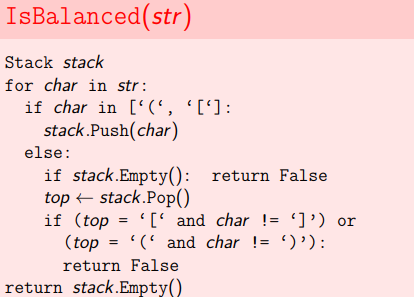 IsBalanced(str)
Stack stack
for char in str:
if char in [‘(‘, ‘[‘]:
stack.Push(char)
else:
if stack.Empty(): return False
top ← stack.Pop()
if (top = ‘[‘ and char != ‘]’) or
(top = ‘(‘ and char != ‘)’):
return False
return stack.Empty()